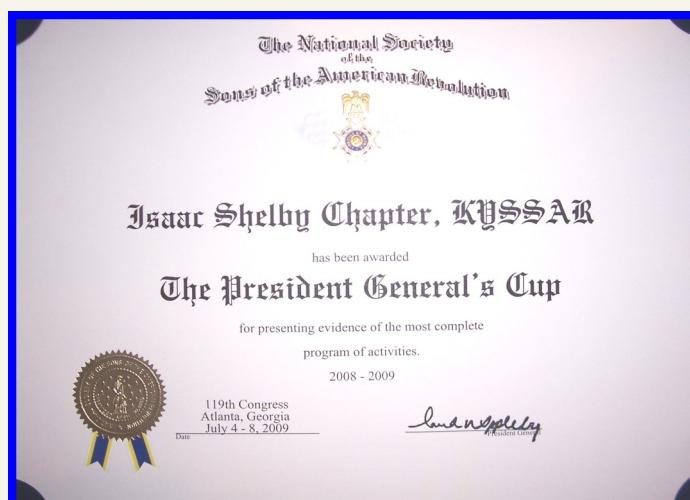 The National Society
of the
Sons of the American Revolution
Isaac Shelby Chapter, KYSSAR
has been awarded
The President General's Cup
for presenting evidence of the most complete
program of activities.
2008 - 2009
119th Congress
Atlanta, Georgia
July 4 - 8, 2009
Date
President General